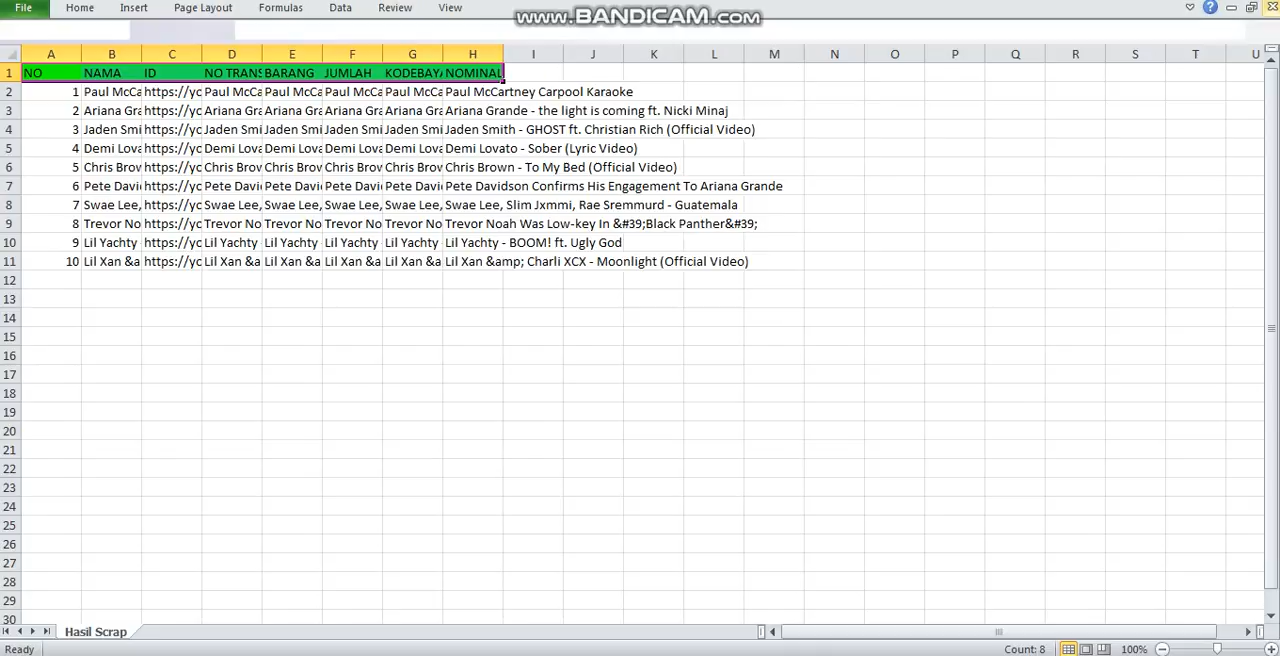 File Home Insert Page Layout Formulas Data Review View
www.BANDICAM.com
A B C D E F G H I J K L M N O P Q R S T U
1 NO NAMA ID NO TRANS BARANG JUMLAH KODEBAYA NOMINAL
2 1 Paul McCa https://yo Paul McCa Paul McCa Paul McCa Paul McCa Paul McCartney Carpool Karaoke
3 2 Ariana Gra https://yo Ariana Gra Ariana Gra Ariana Gra Ariana Gra Ariana Grande - the light is coming ft. Nicki Minaj
4 3 Jaden Smi https://yo Jaden Smi Jaden Smi Jaden Smi Jaden Smi Jaden Smith - GHOST ft. Christian Rich (Official Video)
5 4 Demi Lova https://yo Demi Lova Demi Lova Demi Lova Demi Lova Demi Lovato - Sober (Lyric Video)
6 5 Chris Brov https://yo Chris Brov Chris Brov Chris Brov Chris Brov Chris Brown - To My Bed (Official Video)
7 6 Pete Davi https://yo Pete Davi Pete Davi Pete Davi Pete Davi Pete Davidson Confirms His Engagement To Ariana Grande
8 7 Swae Lee, https://yo Swae Lee, Swae Lee, Swae Lee, Swae Lee, Swae Lee, Slim Jxmmi, Rae Sremmurd - Guatemala
9 8 Trevor No https://yo Trevor No Trevor No Trevor No Trevor No Trevor Noah Was Low-key In &#39;Black Panther&#39;
10 9 Lil Yachty https://yo Lil Yachty Lil Yachty Lil Yachty Lil Yachty Lil Yachty - BOOM! ft. Ugly God
11 10 Lil Xan &a https://yo Lil Xan &a Lil Xan &a Lil Xan &a Lil Xan &a Lil Xan &amp; Charli XCX - Moonlight (Official Video)
12
13
14
15
16
17
18
19
20
21
22
23
24
25
26
27
28
29
30
Hasil Scrap
Ready Count: 8 100%